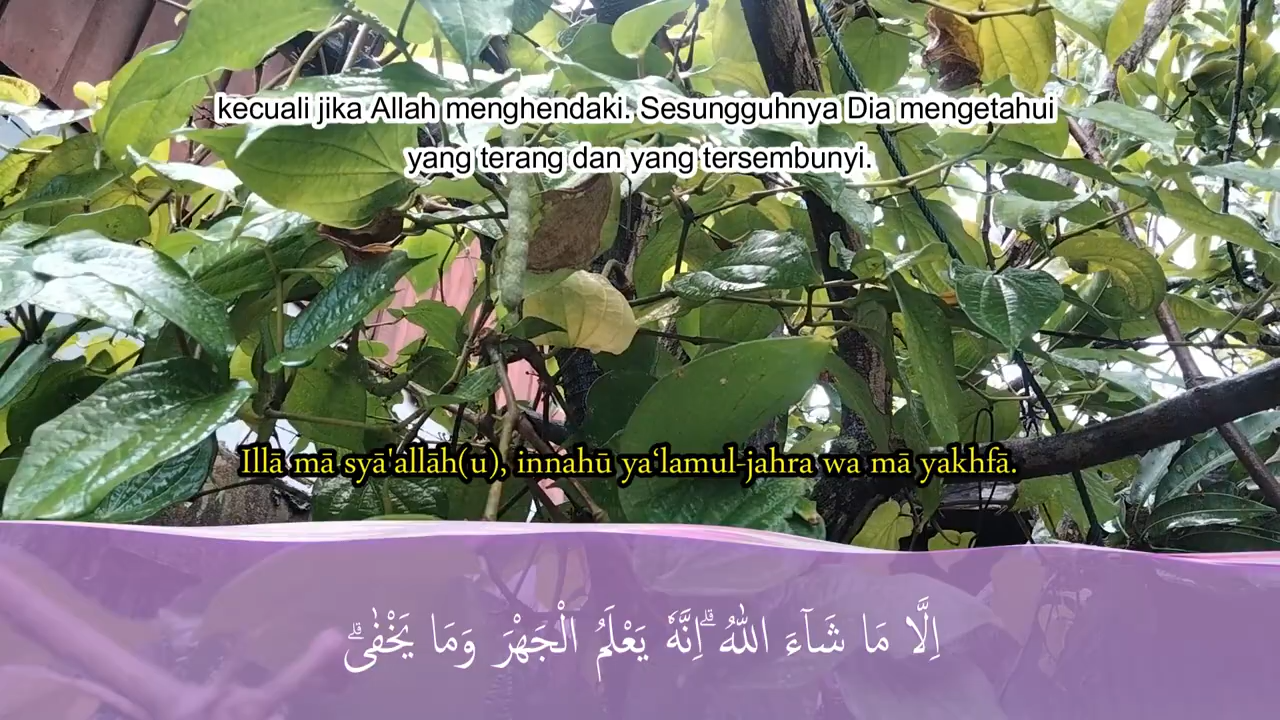 kecuali jika Allah menghendaki. Sesungguhnya Dia mengetahui
yang terang dan yang tersembunyi.
Illā mā syā'allāh(u), innahū ya‘lamul-jahra wa mā yakhfā.
اِلَّا مَا شَاۤءَ اللّٰهُ ۗاِنَّهٗ يَعْلَمُ الْجَهْرَ وَمَا يَخْفٰىۗ